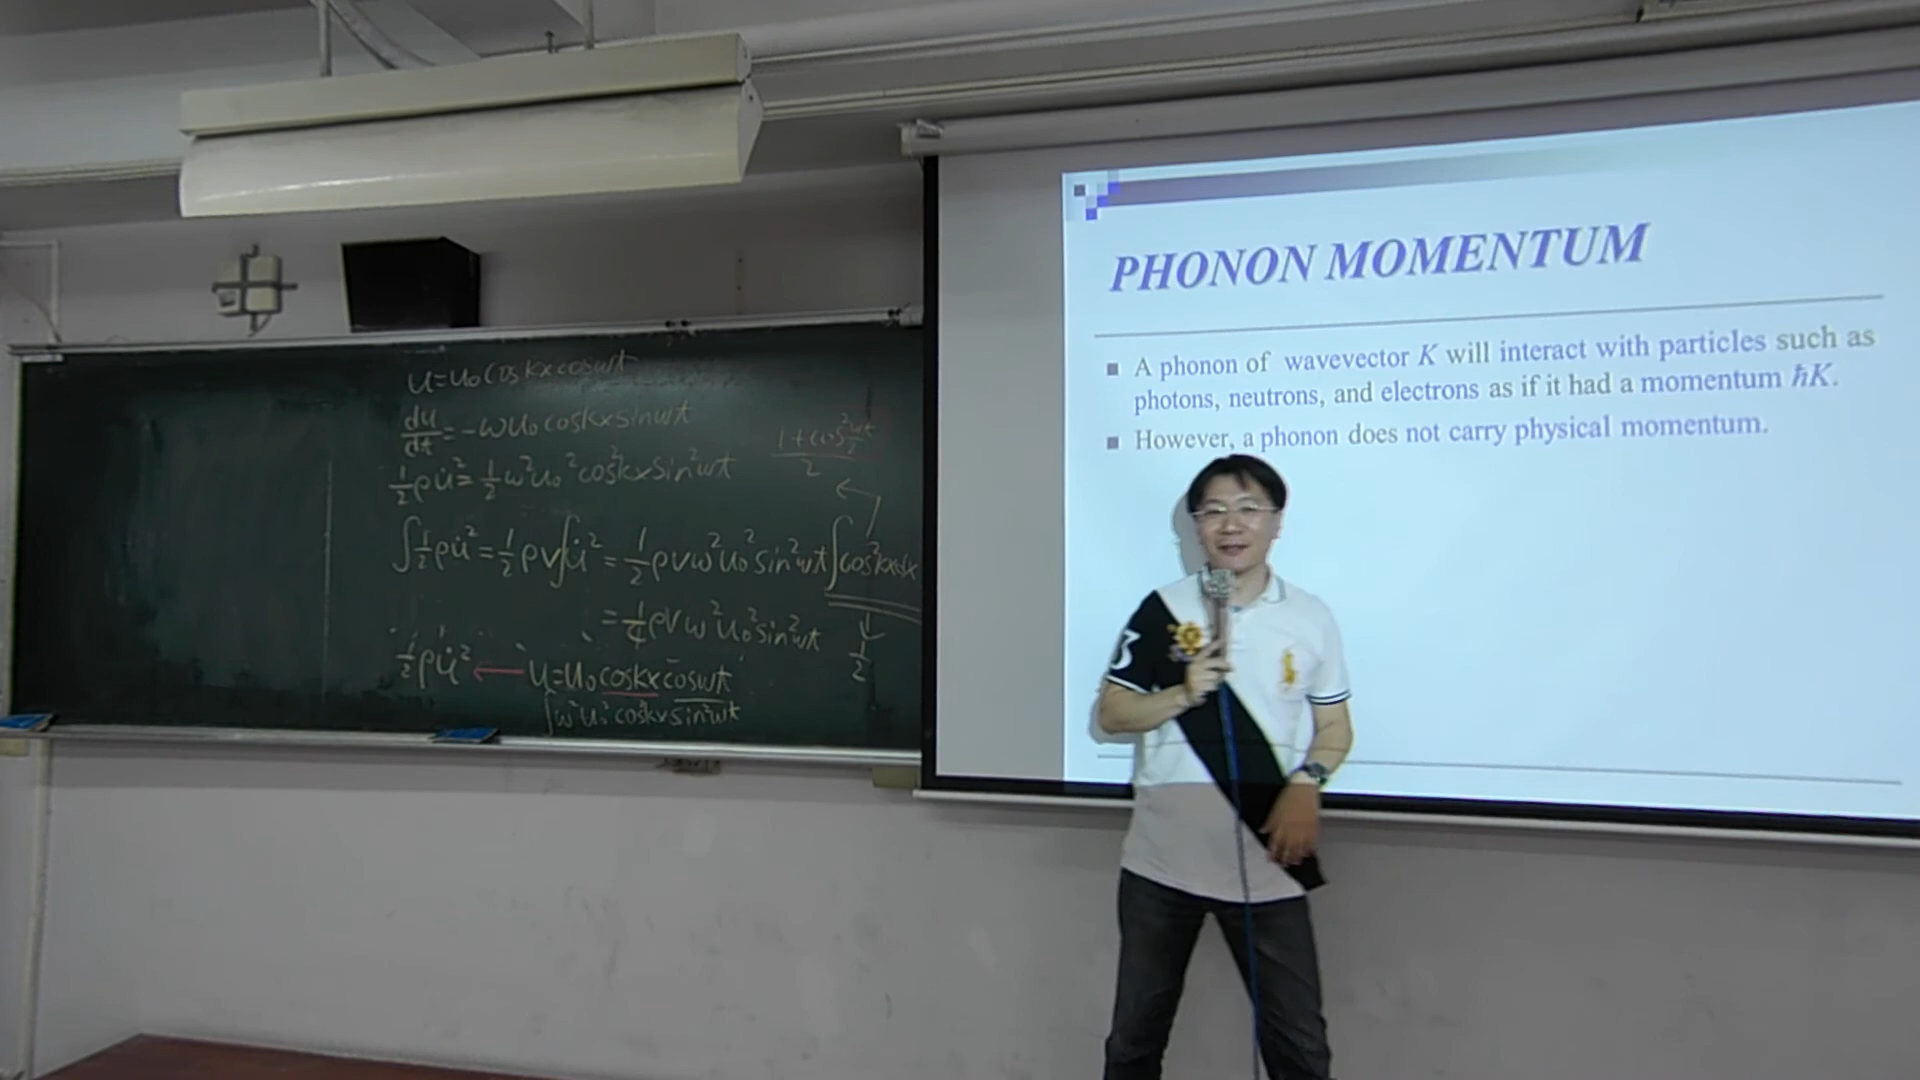 u=u₀coskxcosωt
du/dt=-ωu₀coskxsinωt
½ρu̇²=½ω²u₀²cos²kxsin²ωt
1+cos²
2
∫½ρu̇²=½ρv∫u̇²=½ρvω²u₀²sin²ωt∫cos²kxdx
=¼ρvω²u₀²sin²ωt
½
½ρu̇² ← u=u₀coskxcosωt
∫ω²u₀²cos²kxsin²ωt
PHONON MOMENTUM
■ A phonon of wavevector K will interact with particles such as
photons, neutrons, and electrons as if it had a momentum ℏK.
■ However, a phonon does not carry physical momentum.
3